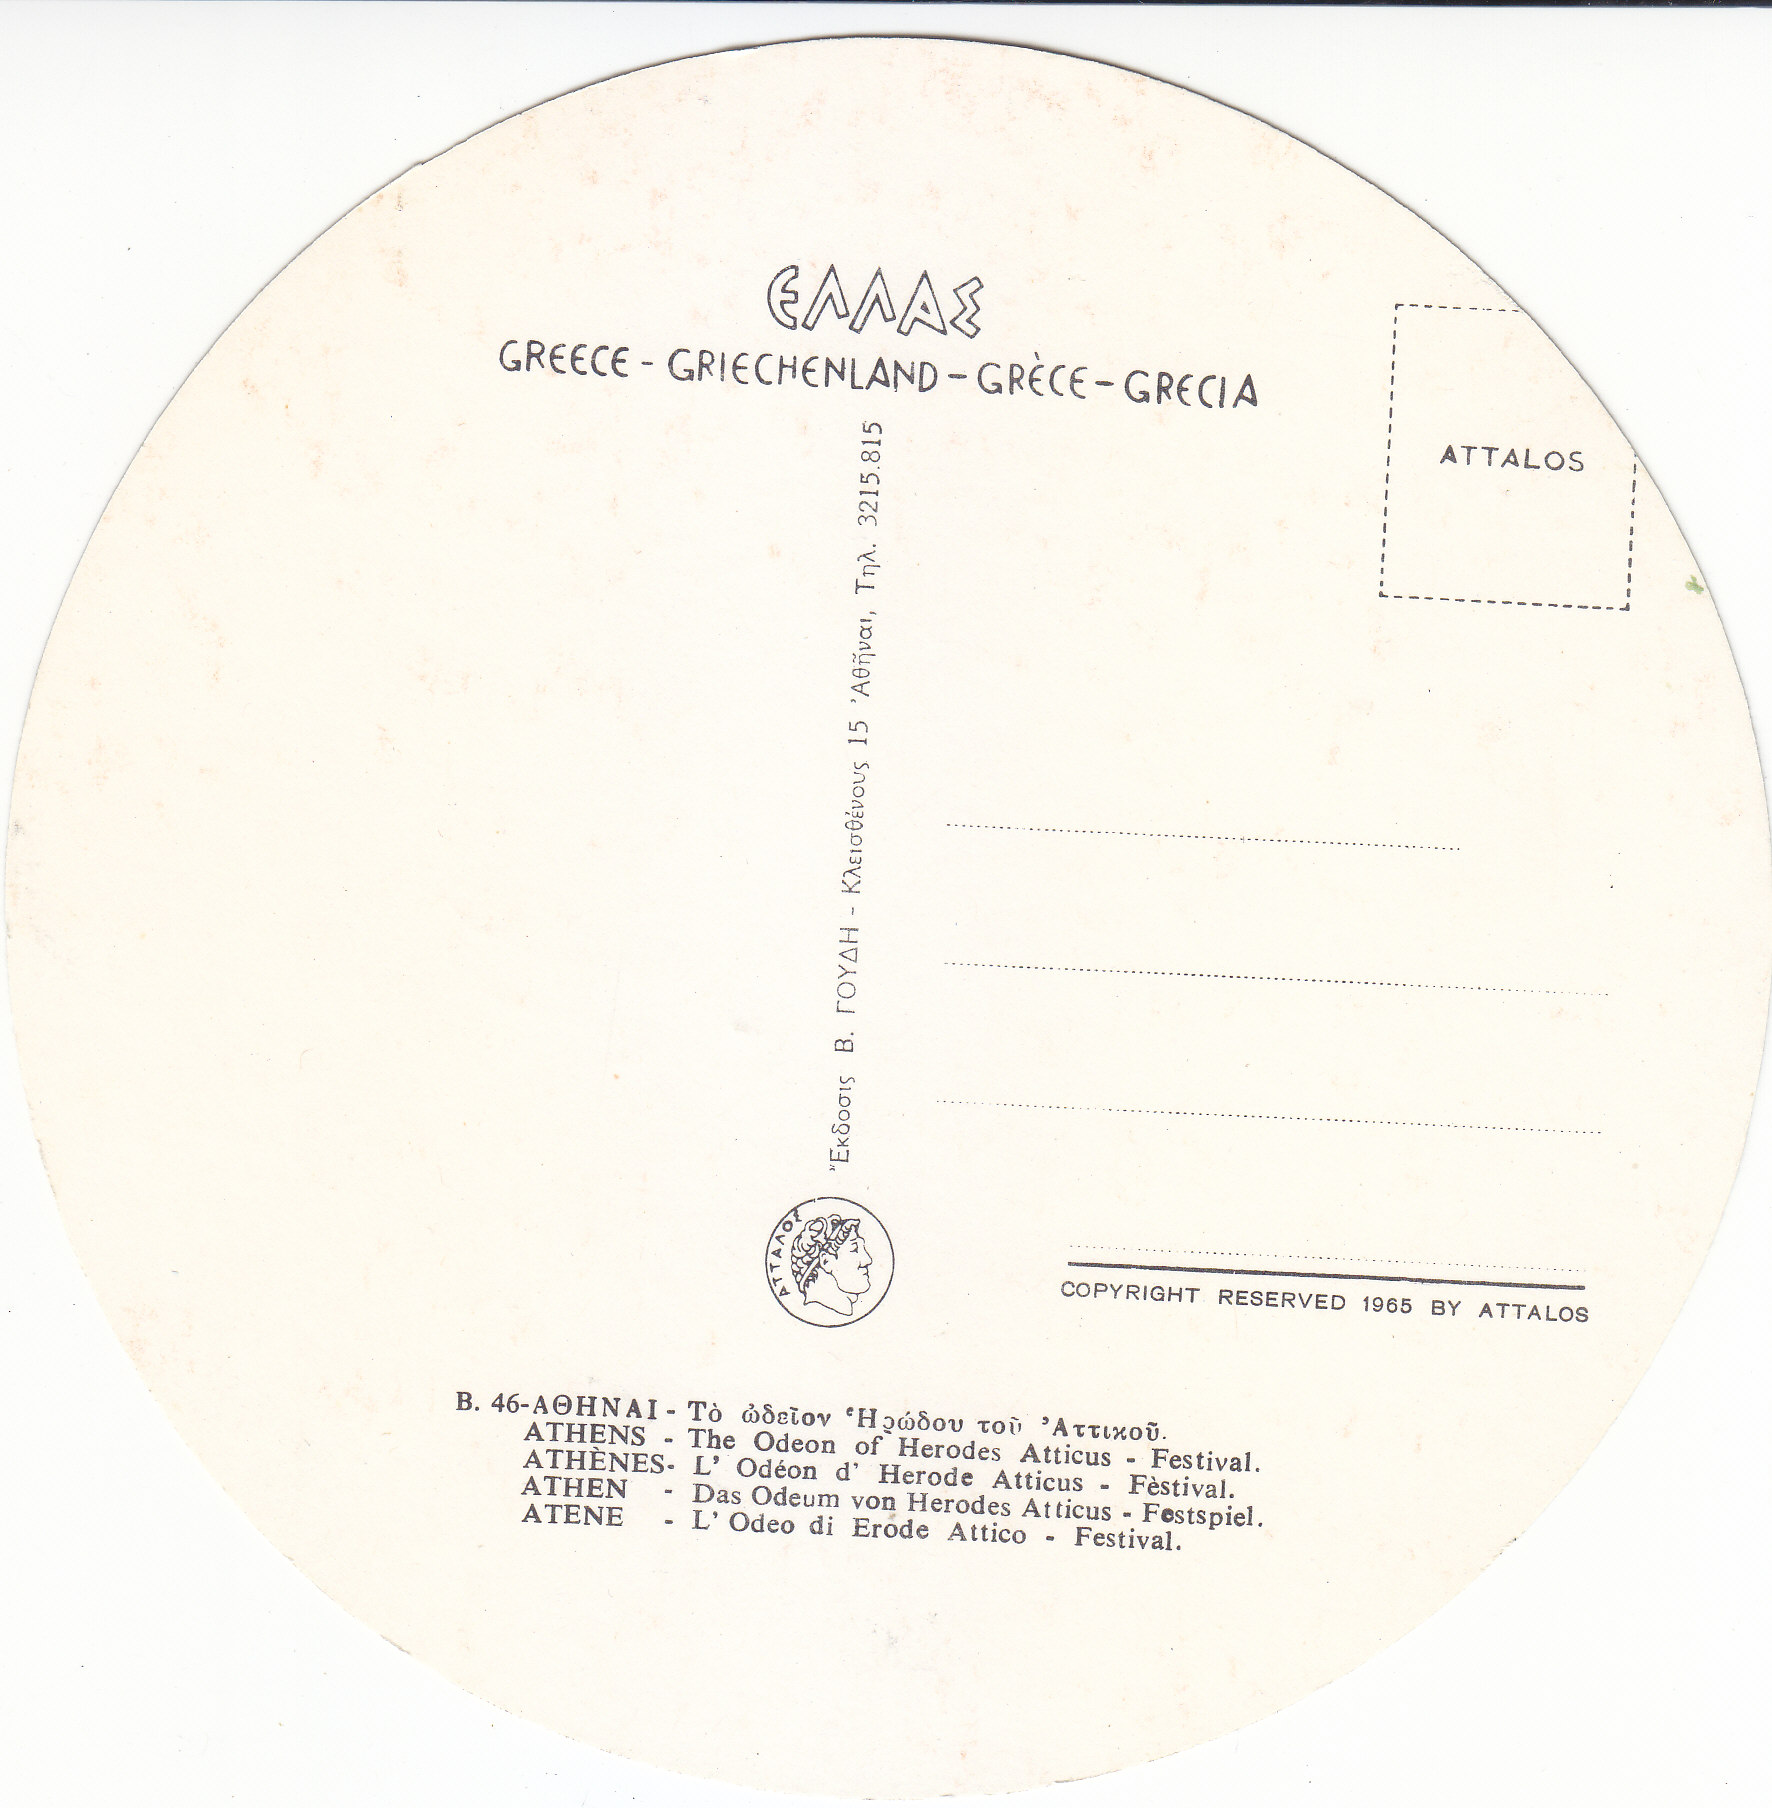 ΕΛΛΑΣ
GREECE - GRIECHENLAND - GRÈCE - GRECIA
ATTALOS
Ἔκδοσις Β. ΓΟΥΔΗ - Κλεισθένους 15 Ἀθῆναι, Τηλ. 3215.815
ΑΤΤΑΛΟΣ
COPYRIGHT RESERVED 1965 BY ATTALOS
Β. 46-ΑΘΗΝΑΙ - Τὸ ᾠδεῖον Ἡρώδου τοῦ Ἀττικοῦ.
ATHENS - The Odeon of Herodes Atticus - Festival.
ATHÈNES- L' Odéon d' Herode Atticus - Fèstival.
ATHEN - Das Odeum von Herodes Atticus - Festspiel.
ATENE - L' Odeo di Erode Attico - Festival.